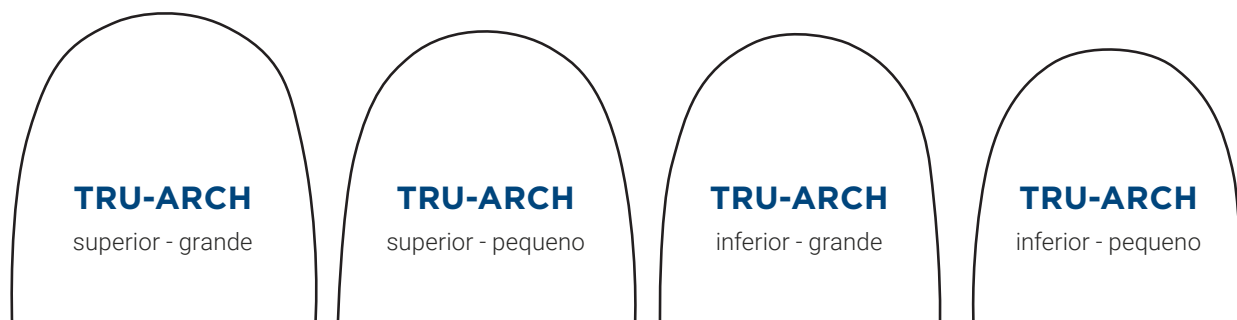 TRU-ARCH
superior - grande
TRU-ARCH
superior - pequeno
TRU-ARCH
inferior - grande
TRU-ARCH
inferior - pequeno